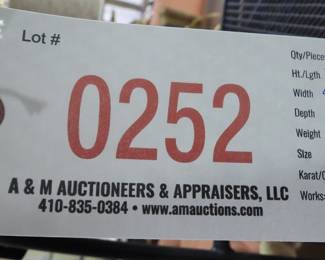 Lot #
0252
A & M AUCTIONEERS & APPRAISERS, LLC
410-835-0384 • www.amauctions.com
Qty/Pieces
Ht./Lgth.
Width
Depth
Weight
Size
Karat/C
Works: